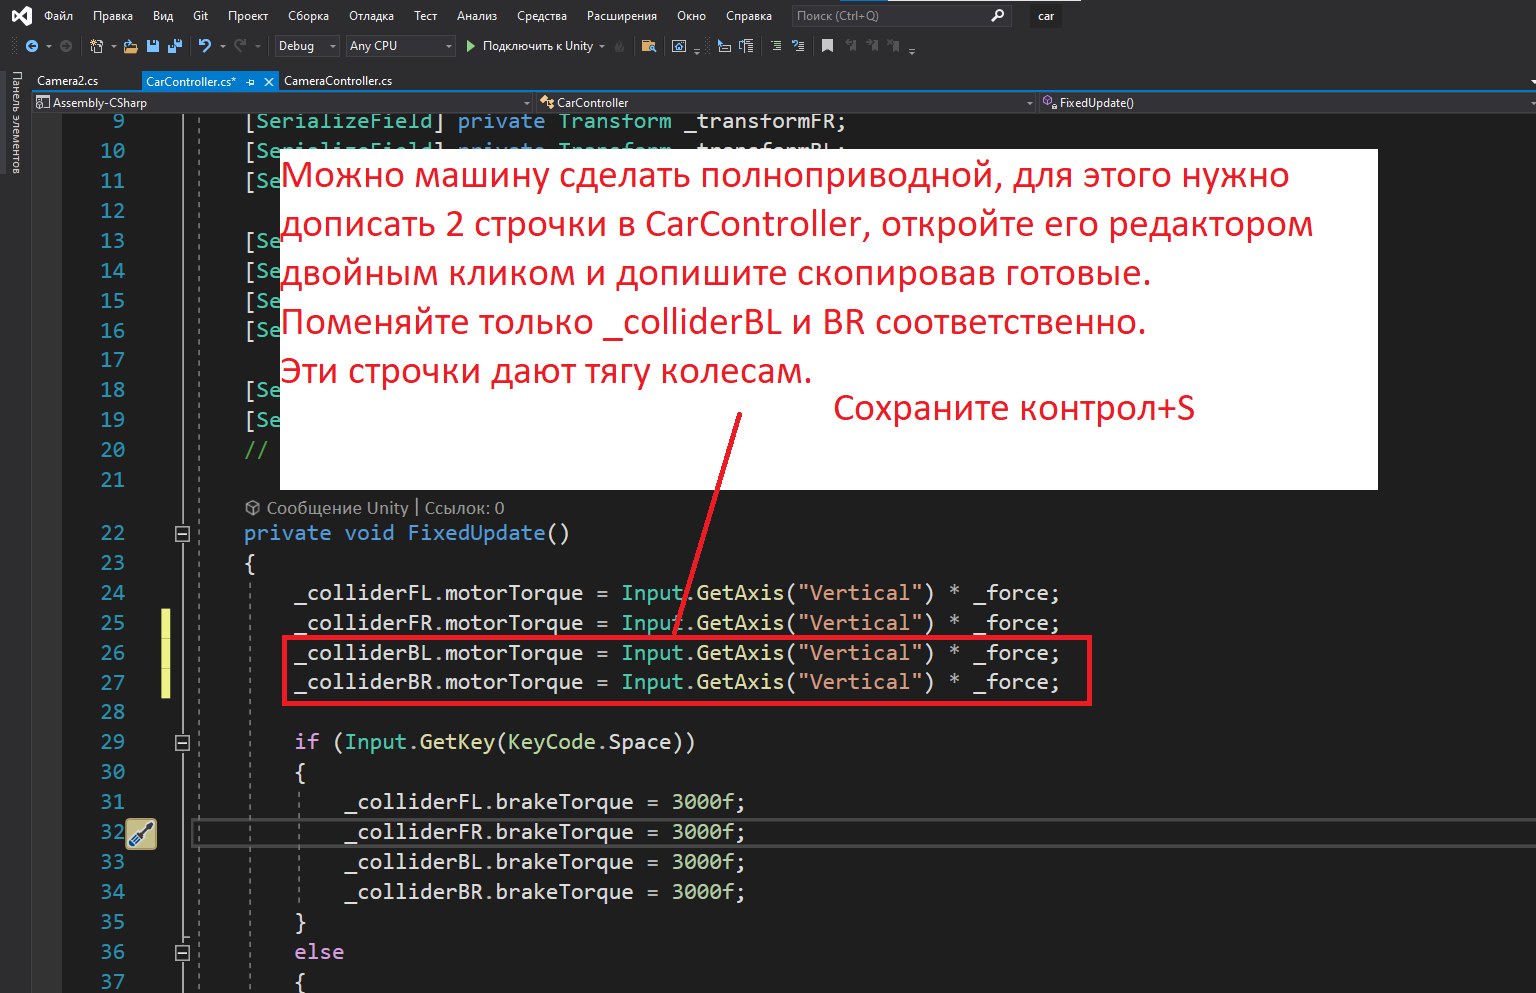 Файл Правка Вид Git Проект Сборка Отладка Тест Анализ Средства Расширения Окно Справка Поиск (Ctrl+Q) car
Debug Any CPU Подключить к Unity
Панель элементов
Camera2.cs CarController.cs* CameraController.cs
Assembly-CSharp CarController FixedUpdate()
9 [SerializeField] private Transform _transformFR;
10 [SerializeField] private Transform _transformBL;
11 [Se
12
13 [Se
14 [Se
15 [Se
16 [Se
17
18 [Se
19 [Se
20 //
21
Можно машину сделать полноприводной, для этого нужно
дописать 2 строчки в CarController, откройте его редактором
двойным кликом и допишите скопировав готовые.
Поменяйте только _colliderBL и BR соответственно.
Эти строчки дают тягу колесам.
Сохраните контрол+S
Сообщение Unity | Ссылок: 0
22 private void FixedUpdate()
23 {
24 _colliderFL.motorTorque = Input.GetAxis("Vertical") * _force;
25 _colliderFR.motorTorque = Input.GetAxis("Vertical") * _force;
26 _colliderBL.motorTorque = Input.GetAxis("Vertical") * _force;
27 _colliderBR.motorTorque = Input.GetAxis("Vertical") * _force;
28
29 if (Input.GetKey(KeyCode.Space))
30 {
31 _colliderFL.brakeTorque = 3000f;
32 _colliderFR.brakeTorque = 3000f;
33 _colliderBL.brakeTorque = 3000f;
34 _colliderBR.brakeTorque = 3000f;
35 }
36 else
37 {